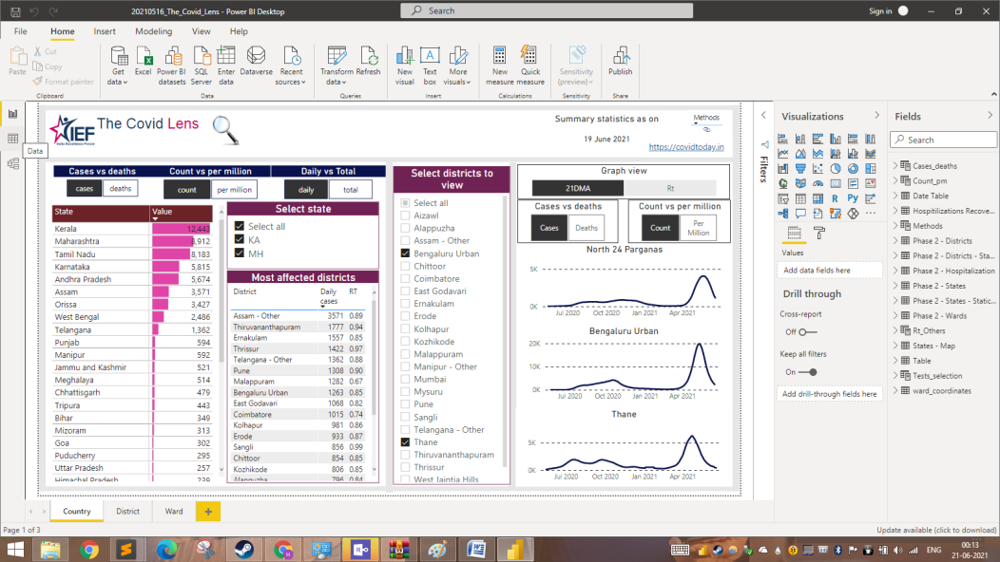 20210516_The_Covid_Lens - Power BI Desktop
Search
Sign in
File Home Insert Modeling View Help
Paste
Cut
Copy
Format painter
Clipboard
Get data
Excel
Power BI datasets
SQL Server
Enter data
Dataverse
Recent sources
Data
Transform data
Refresh
Queries
New visual
Text box
More visuals
Insert
New measure
Quick measure
Calculations
Sensitivity (preview)
Sensitivity
Publish
Share
Data
IEF
The Covid Lens
Summary statistics as on
19 June 2021
Methods
https://covidtoday.in
Cases vs deaths Count vs per million Daily vs Total
cases deaths count per million daily total
State Value
Kerala 12,443
Maharashtra 8,912
Tamil Nadu 8,183
Karnataka 5,815
Andhra Pradesh 5,674
Assam 3,571
Orissa 3,427
West Bengal 2,486
Telangana 1,362
Punjab 594
Manipur 592
Jammu and Kashmir 521
Meghalaya 514
Chhattisgarh 479
Tripura 443
Bihar 349
Mizoram 313
Goa 302
Puducherry 295
Uttar Pradesh 257
Himachal Pradesh 239
Select state
Select all
KA
MH
Most affected districts
District Daily cases RT
Assam - Other 3571 0.89
Thiruvananthapuram 1777 0.94
Ernakulam 1557 0.85
Thrissur 1422 0.97
Telangana - Other 1362 0.88
Pune 1308 0.90
Malappuram 1282 0.67
Bengaluru Urban 1263 0.85
East Godavari 1068 0.82
Coimbatore 1015 0.74
Kolhapur 981 0.86
Erode 933 0.87
Sangli 856 0.99
Chittoor 854 0.85
Kozhikode 806 0.85
Alappuzha 796 0.84
Select districts to view
Select all
Aizawl
Alappuzha
Assam - Other
Bengaluru Urban
Chittoor
Coimbatore
East Godavari
Ernakulam
Erode
Kolhapur
Kozhikode
Malappuram
Manipur - Other
Mumbai
Mysuru
Pune
Sangli
Telangana - Other
Thane
Thiruvananthapuram
Thrissur
West Jaintia Hills
Graph view
21DMA Rt
Cases vs deaths Count vs per million
Cases Deaths Count Per Million
North 24 Parganas
5K
0K
Jul 2020 Oct 2020 Jan 2021 Apr 2021
Bengaluru Urban
20K
10K
0K
Jul 2020 Oct 2020 Jan 2021 Apr 2021
Thane
5K
0K
Jul 2020 Oct 2020 Jan 2021 Apr 2021
Filters
Visualizations
R Py
Values
Add data fields here
Drill through
Cross-report
Off
Keep all filters
On
Add drill-through fields here
Fields
Search
Cases_deaths
Count_pm
Date Table
Hospitilizations Recove...
Methods
Phase 2 - Districts
Phase 2 - Districts - Sta...
Phase 2 - Hospitalization
Phase 2 - States
Phase 2 - States - Static...
Phase 2 - Wards
Rt_Others
States - Map
Table
Tests_selection
ward_coordinates
Country District Ward
Page 1 of 3
Update available (click to download)
ENG
00:13
21-06-2021